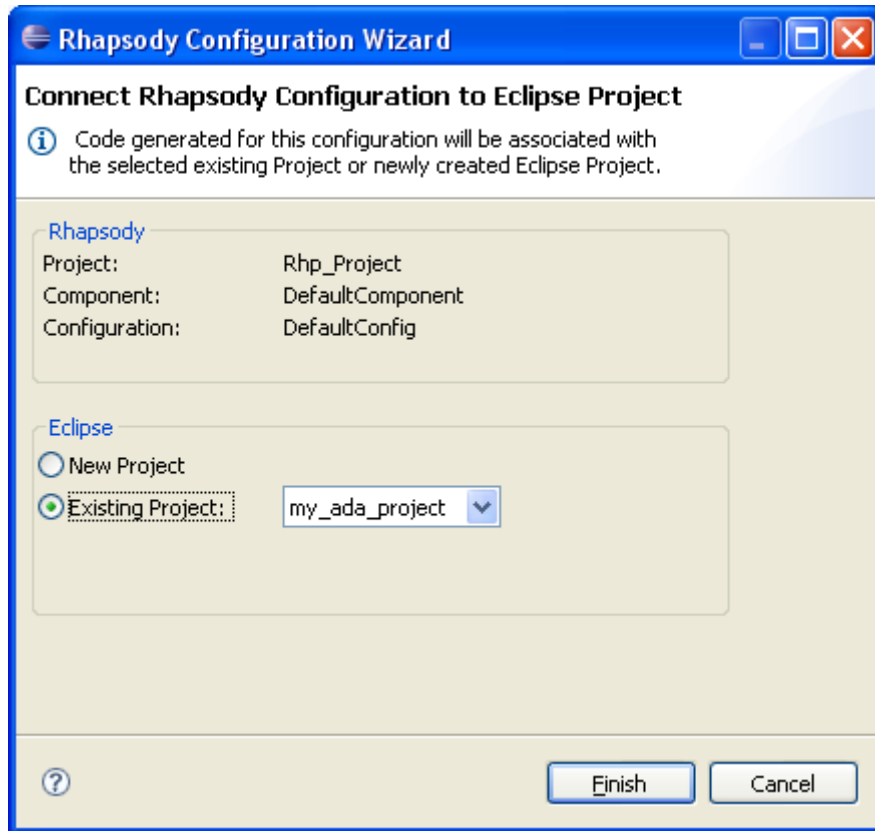 Rhapsody Configuration Wizard
Connect Rhapsody Configuration to Eclipse Project
Code generated for this configuration will be associated with
the selected existing Project or newly created Eclipse Project.
Rhapsody
Project: Rhp_Project
Component: DefaultComponent
Configuration: DefaultConfig
Eclipse
New Project
Existing Project: my_ada_project
Finish Cancel